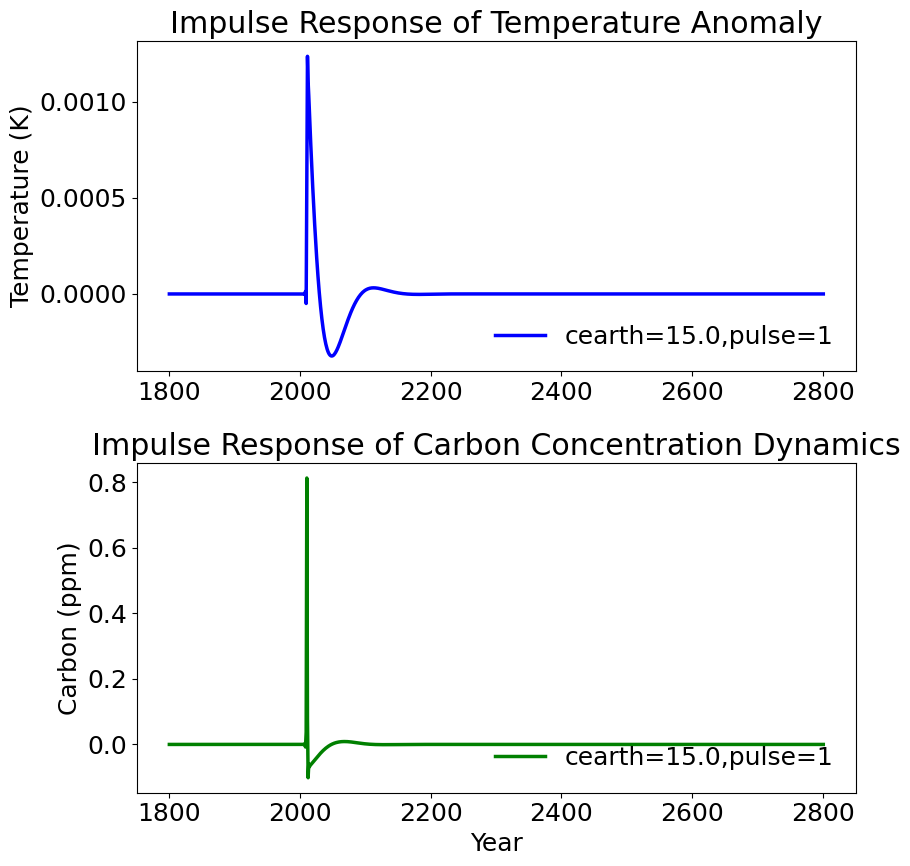 Impulse Response of Temperature Anomaly
Temperature (K)
0.0010
0.0005
0.0000
cearth=15.0,pulse=1
1800 2000 2200 2400 2600 2800
Impulse Response of Carbon Concentration Dynamics
Carbon (ppm)
0.8
0.6
0.4
0.2
0.0
cearth=15.0,pulse=1
1800 2000 2200 2400 2600 2800
Year